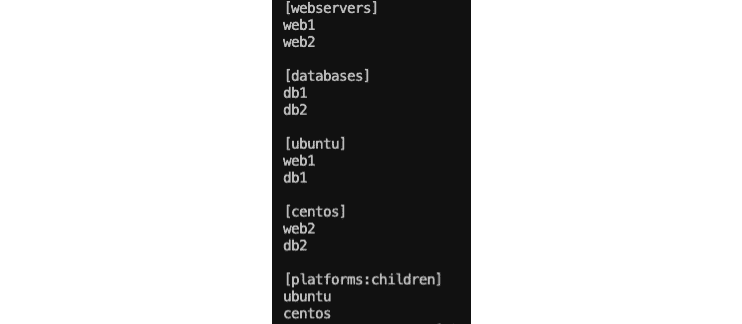 [webservers]
web1
web2
[databases]
db1
db2
[ubuntu]
web1
db1
[centos]
web2
db2
[platforms:children]
ubuntu
centos